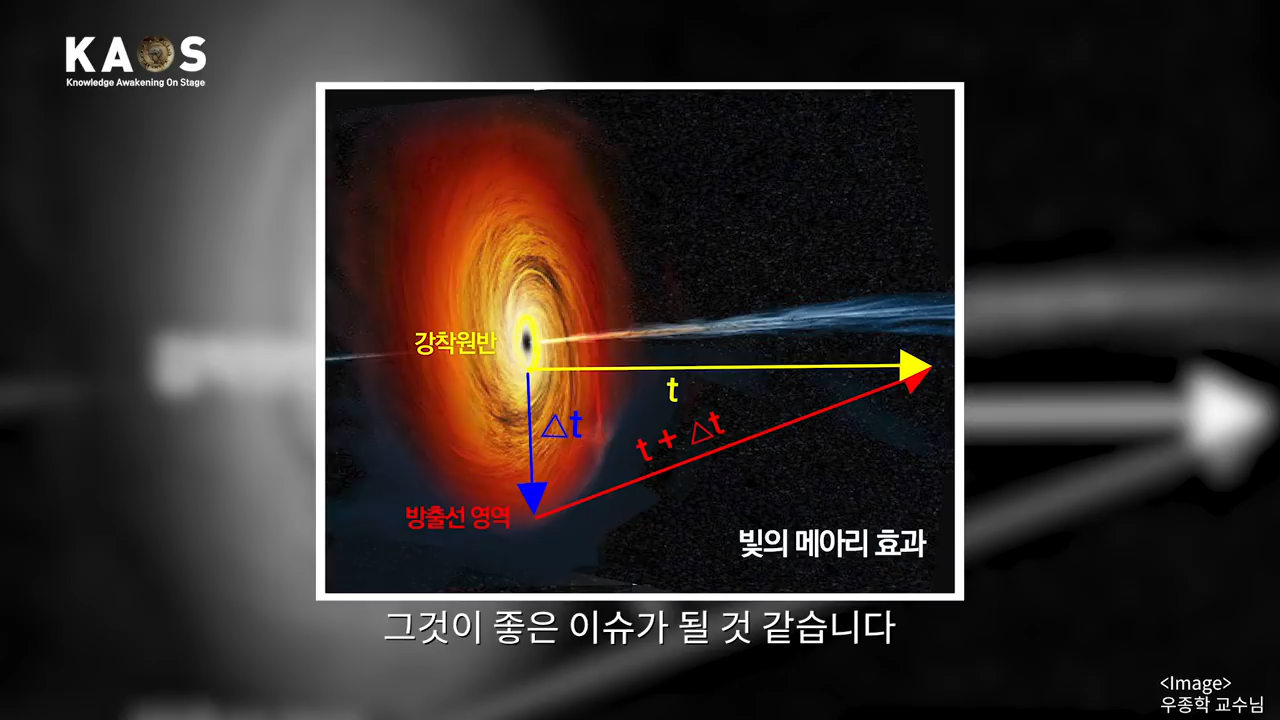 KAOS
Knowledge Awakening On Stage
강착원반
t
△t
t + △t
방출선 영역
빛의 메아리 효과
그것이 좋은 이슈가 될 것 같습니다
<Image>
우종학 교수님